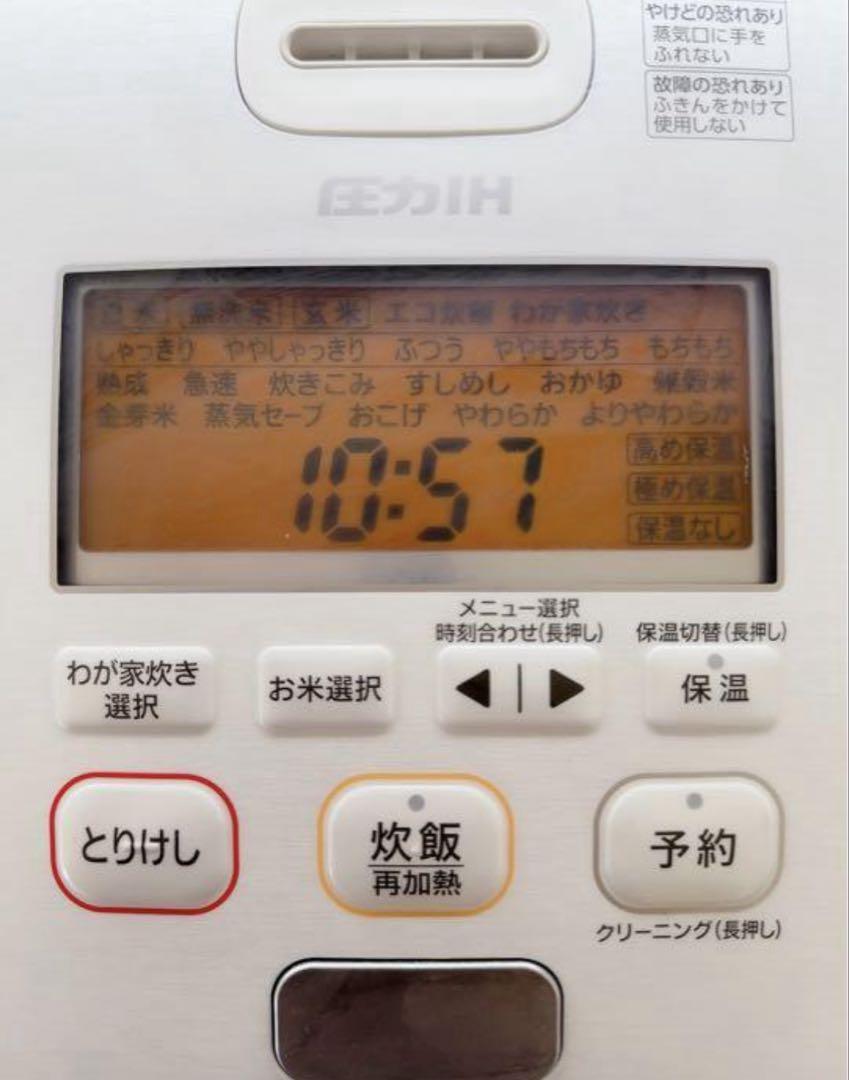 やけどの恐れあり
蒸気口に手を
ふれない
故障の恐れあり
ふきんをかけて
使用しない
圧力IH
白米 無洗米 玄米 エコ炊飯 わが家炊き
しゃっきり ややしゃっきり ふつう ややもちもち もちもち
熟成 急速 炊きこみ すしめし おかゆ 雑穀米
金芽米 蒸気セーブ おこげ やわらか よりやわらか
10:57
高め保温
極め保温
保温なし
メニュー選択
時刻合わせ(長押し)
保温切替(長押し)
わが家炊き
選択
お米選択
◀|▶
保温
とりけし
炊飯
再加熱
予約
クリーニング(長押し)